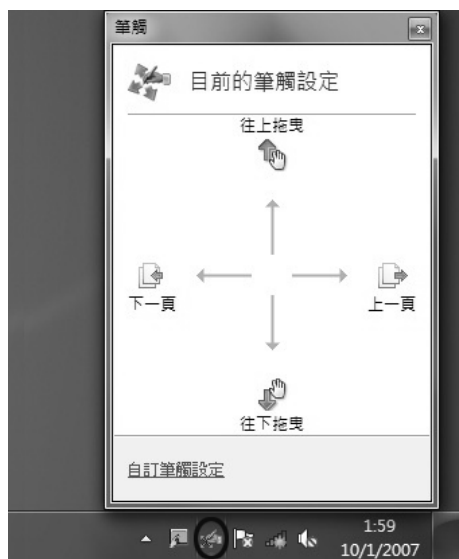 筆觸
目前的筆觸設定
往上拖曳
下一頁
上一頁
往下拖曳
自訂筆觸設定
1:59
10/1/2007